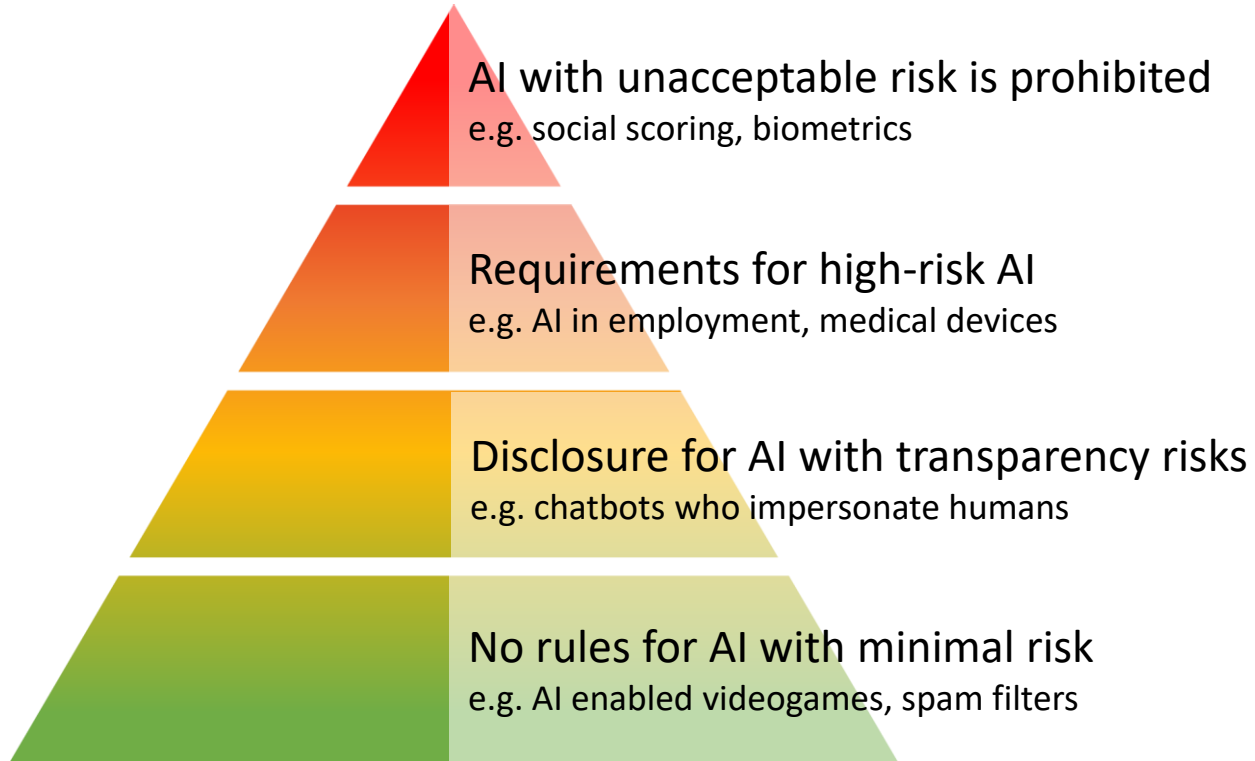 AI with unacceptable risk is prohibited
e.g. social scoring, biometrics
Requirements for high-risk AI
e.g. AI in employment, medical devices
Disclosure for AI with transparency risks
e.g. chatbots who impersonate humans
No rules for AI with minimal risk
e.g. AI enabled videogames, spam filters